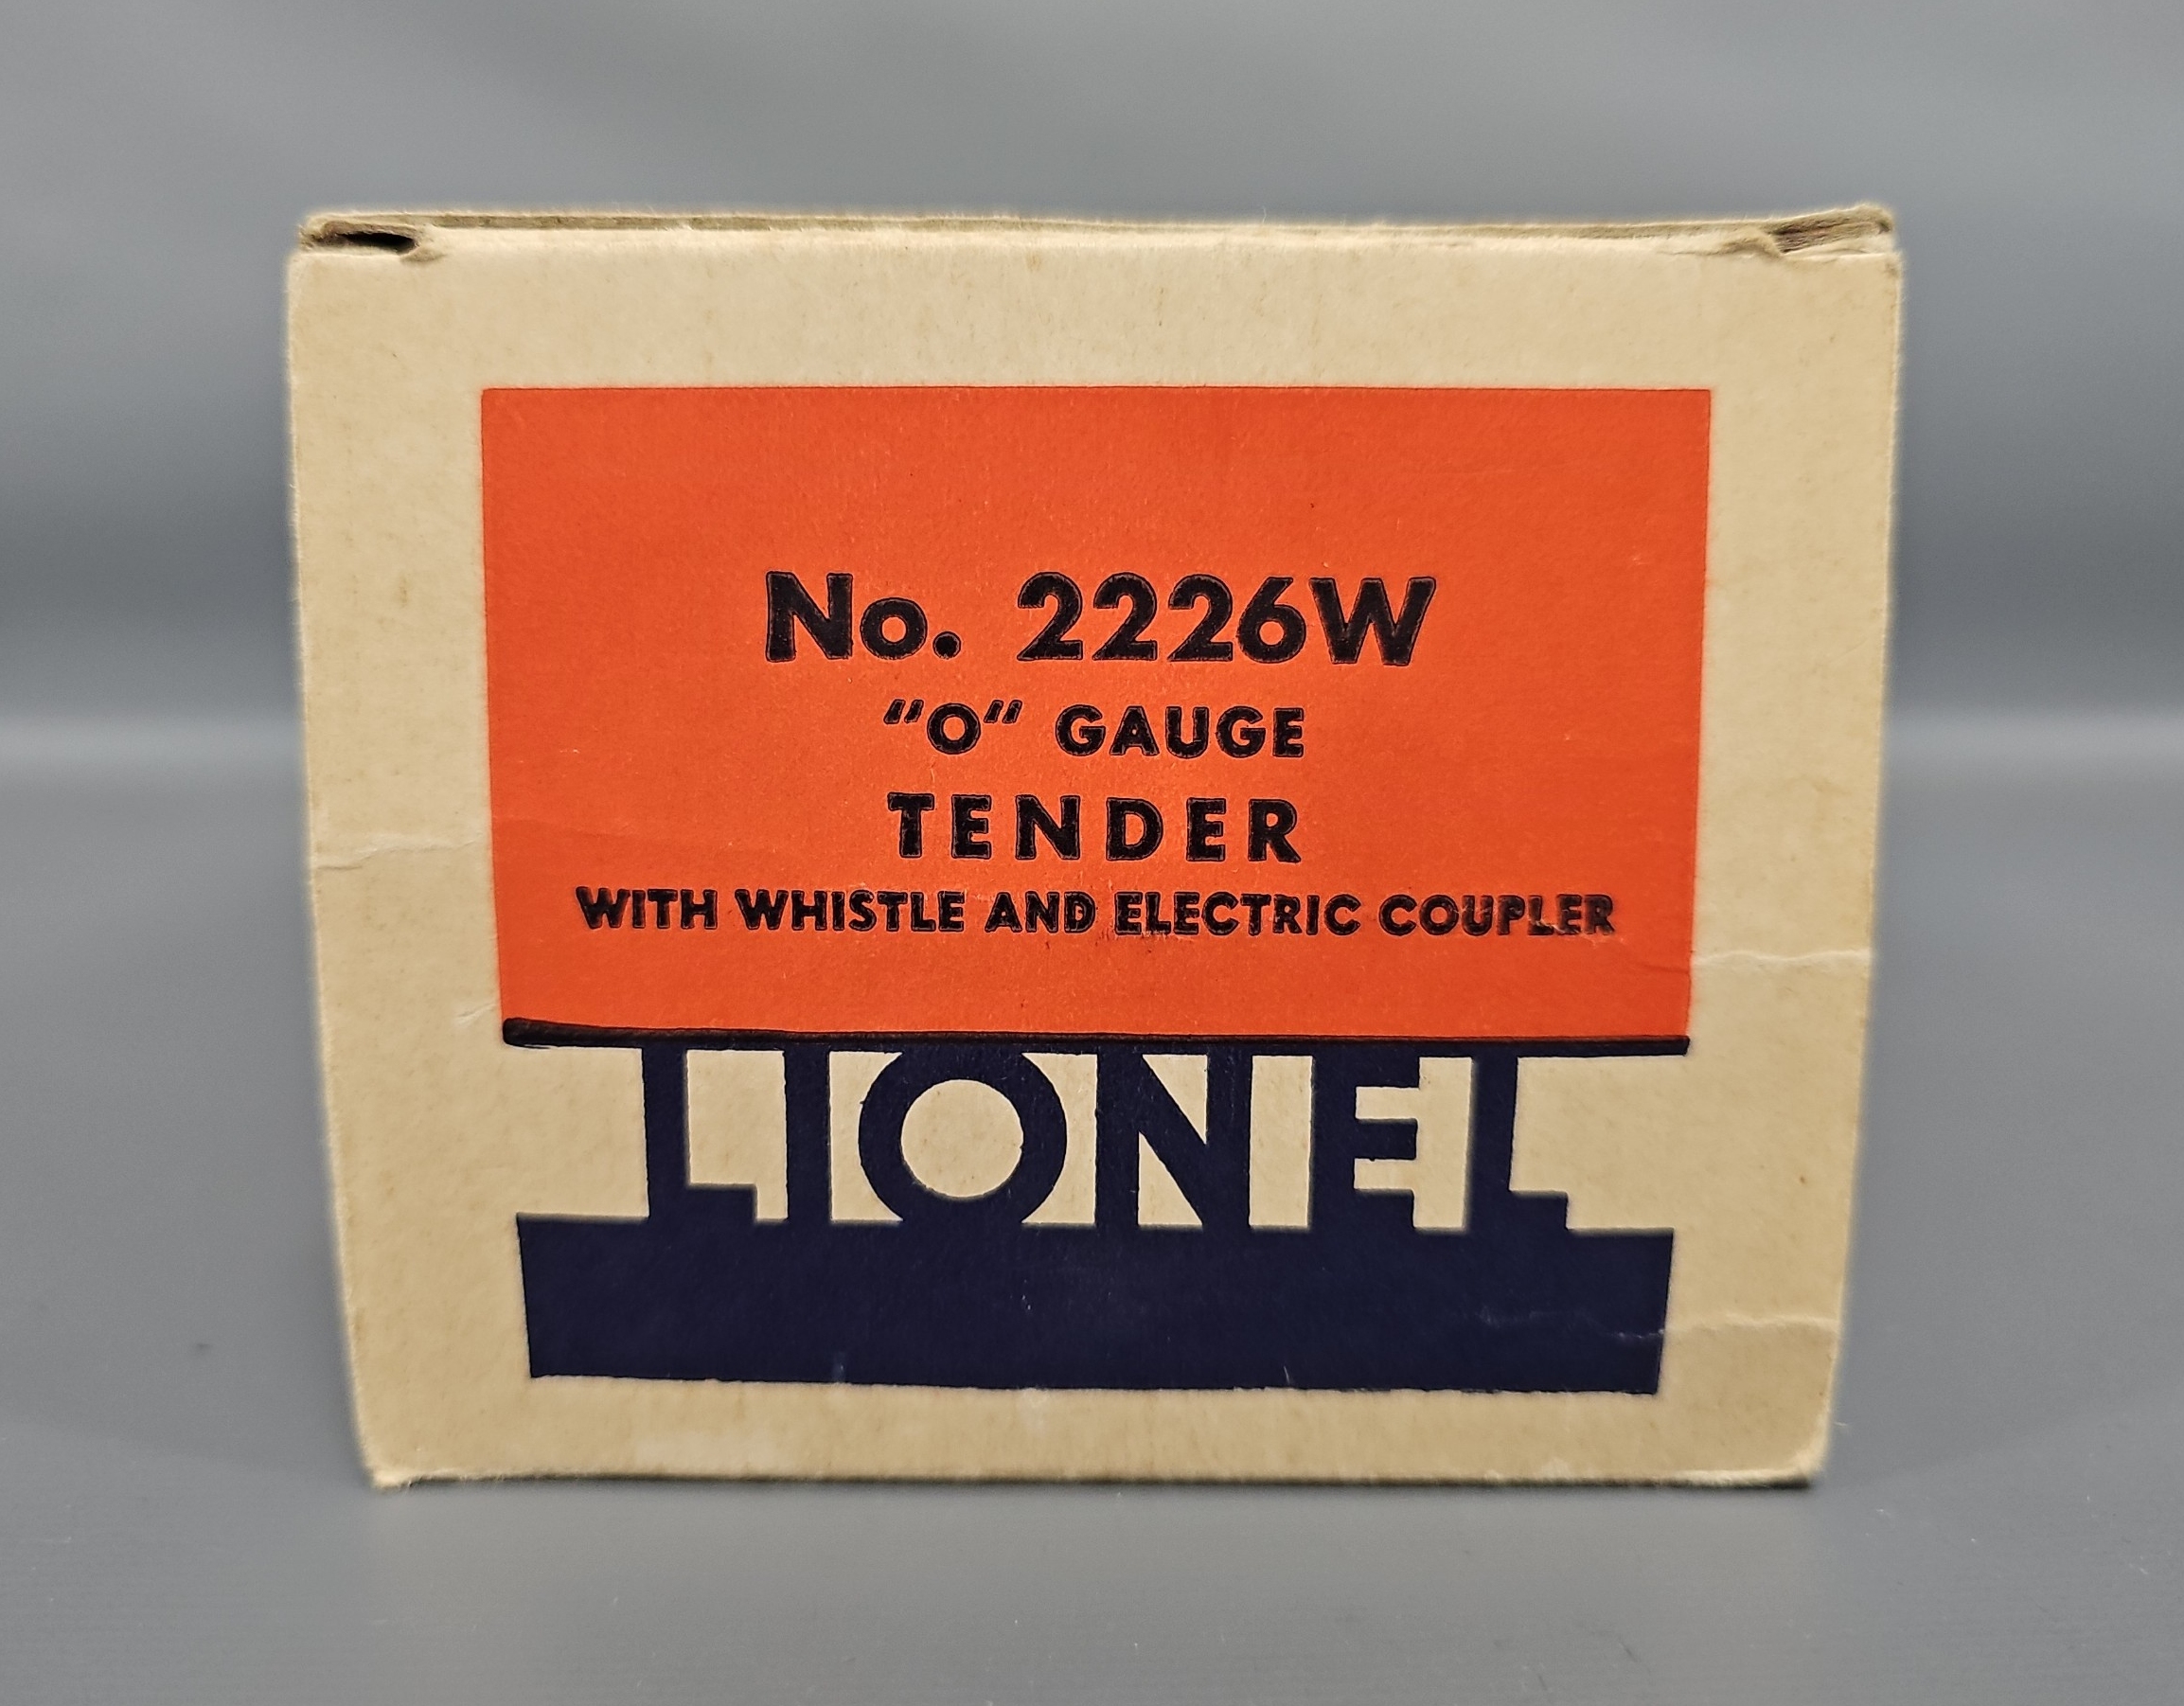 No. 2226W
"O" GAUGE
TENDER
WITH WHISTLE AND ELECTRIC COUPLER
LIONEL